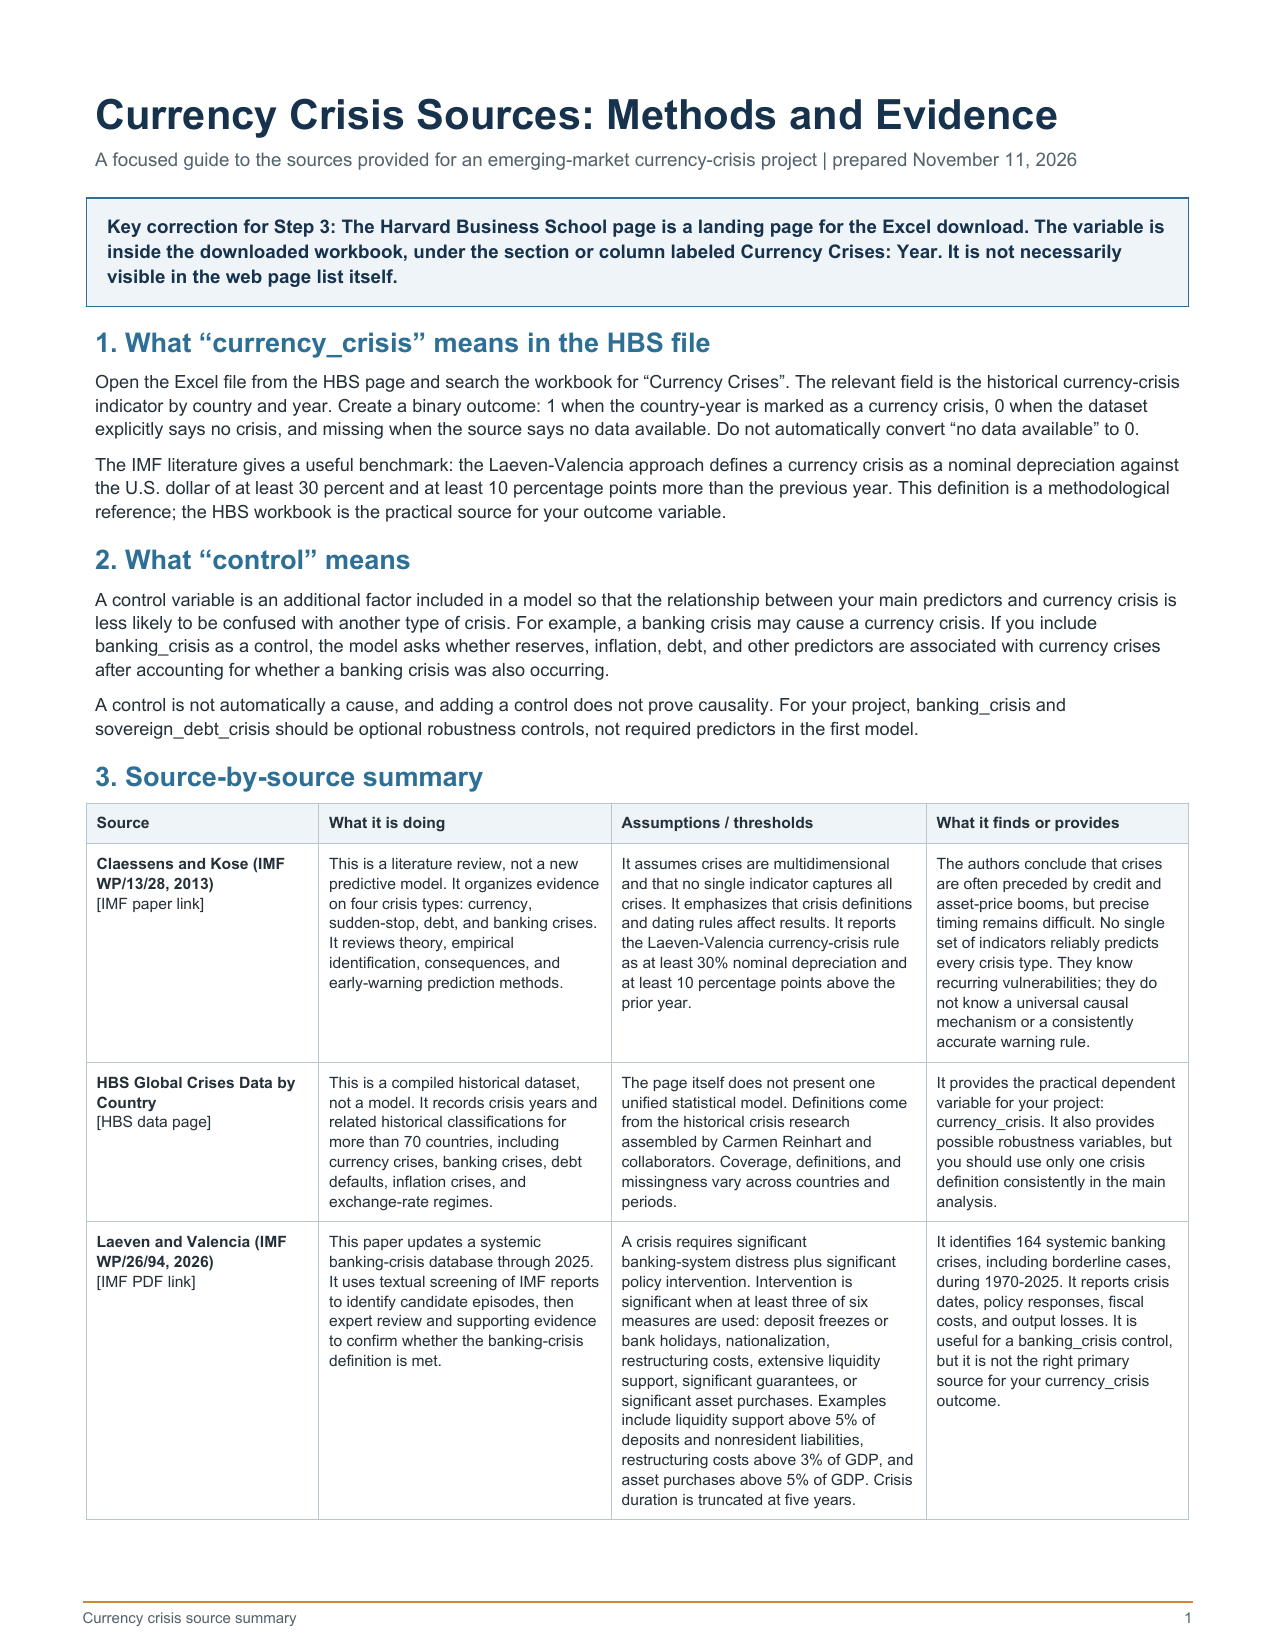 Currency Crisis Sources: Methods and Evidence
A focused guide to the sources provided for an emerging-market currency-crisis project | prepared November 11, 2026
Key correction for Step 3: The Harvard Business School page is a landing page for the Excel download. The variable is
inside the downloaded workbook, under the section or column labeled Currency Crises: Year. It is not necessarily
visible in the web page list itself.
1. What “currency_crisis” means in the HBS file
Open the Excel file from the HBS page and search the workbook for “Currency Crises”. The relevant field is the historical currency-crisis
indicator by country and year. Create a binary outcome: 1 when the country-year is marked as a currency crisis, 0 when the dataset
explicitly says no crisis, and missing when the source says no data available. Do not automatically convert “no data available” to 0.
The IMF literature gives a useful benchmark: the Laeven-Valencia approach defines a currency crisis as a nominal depreciation against
the U.S. dollar of at least 30 percent and at least 10 percentage points more than the previous year. This definition is a methodological
reference; the HBS workbook is the practical source for your outcome variable.
2. What “control” means
A control variable is an additional factor included in a model so that the relationship between your main predictors and currency crisis is
less likely to be confused with another type of crisis. For example, a banking crisis may cause a currency crisis. If you include
banking_crisis as a control, the model asks whether reserves, inflation, debt, and other predictors are associated with currency crises
after accounting for whether a banking crisis was also occurring.
A control is not automatically a cause, and adding a control does not prove causality. For your project, banking_crisis and
sovereign_debt_crisis should be optional robustness controls, not required predictors in the first model.
3. Source-by-source summary
Source
What it is doing
Assumptions / thresholds
What it finds or provides
Claessens and Kose (IMF
WP/13/28, 2013)
[IMF paper link]
This is a literature review, not a new
predictive model. It organizes evidence
on four crisis types: currency,
sudden-stop, debt, and banking crises.
It reviews theory, empirical
identification, consequences, and
early-warning prediction methods.
It assumes crises are multidimensional
and that no single indicator captures all
crises. It emphasizes that crisis definitions
and dating rules affect results. It reports
the Laeven-Valencia currency-crisis rule
as at least 30% nominal depreciation and
at least 10 percentage points above the
prior year.
The authors conclude that crises
are often preceded by credit and
asset-price booms, but precise
timing remains difficult. No single
set of indicators reliably predicts
every crisis type. They know
recurring vulnerabilities; they do
not know a universal causal
mechanism or a consistently
accurate warning rule.
HBS Global Crises Data by
Country
[HBS data page]
This is a compiled historical dataset,
not a model. It records crisis years and
related historical classifications for
more than 70 countries, including
currency crises, banking crises, debt
defaults, inflation crises, and
exchange-rate regimes.
The page itself does not present one
unified statistical model. Definitions come
from the historical crisis research
assembled by Carmen Reinhart and
collaborators. Coverage, definitions, and
missingness vary across countries and
periods.
It provides the practical dependent
variable for your project:
currency_crisis. It also provides
possible robustness variables, but
you should use only one crisis
definition consistently in the main
analysis.
Laeven and Valencia (IMF
WP/26/94, 2026)
[IMF PDF link]
This paper updates a systemic
banking-crisis database through 2025.
It uses textual screening of IMF reports
to identify candidate episodes, then
expert review and supporting evidence
to confirm whether the banking-crisis
definition is met.
A crisis requires significant
banking-system distress plus significant
policy intervention. Intervention is
significant when at least three of six
measures are used: deposit freezes or
bank holidays, nationalization,
restructuring costs, extensive liquidity
support, significant guarantees, or
significant asset purchases. Examples
include liquidity support above 5% of
deposits and nonresident liabilities,
restructuring costs above 3% of GDP, and
asset purchases above 5% of GDP. Crisis
duration is truncated at five years.
It identifies 164 systemic banking
crises, including borderline cases,
during 1970-2025. It reports crisis
dates, policy responses, fiscal
costs, and output losses. It is
useful for a banking_crisis control,
but it is not the right primary
source for your currency_crisis
outcome.
Currency crisis source summary
1